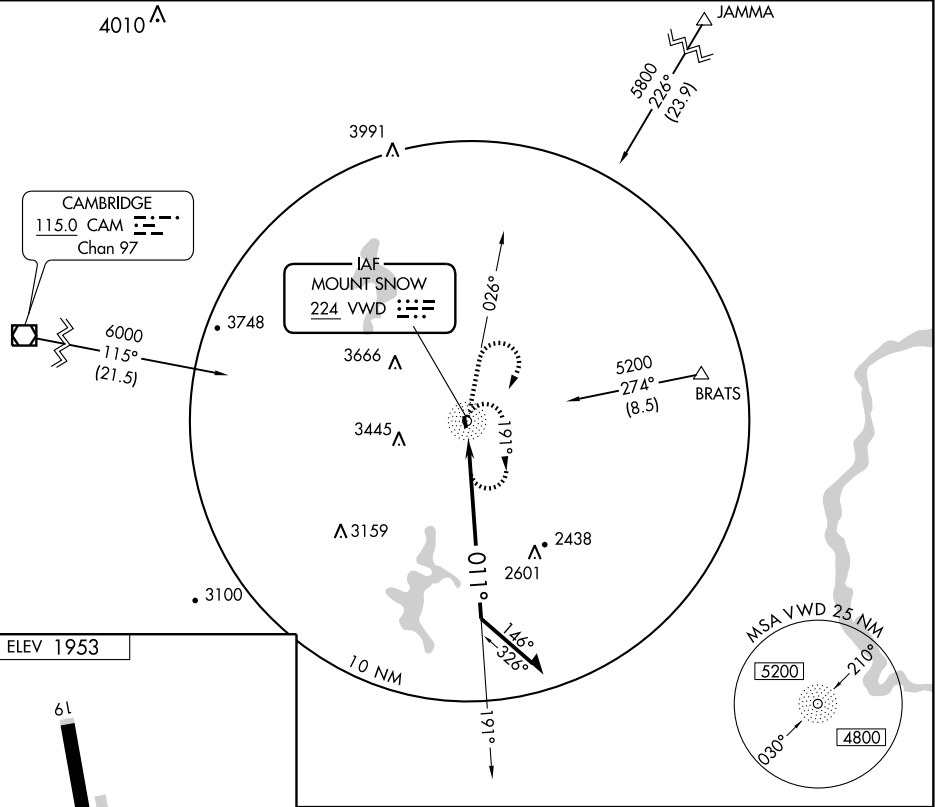 4010
JAMMA
5800
226°
(23.9)
3991
CAMBRIDGE
115.0 CAM
Chan 97
IAF
MOUNT SNOW
224 VWD
026°
3748
6000
115°
(21.5)
3666
5200
274°
(8.5)
BRATS
3445
191°
3159
2438
2601
011°
3100
146°
326°
10 NM
191°
MSA VWD 25 NM
5200
210°
030°
4800
ELEV 1953
19